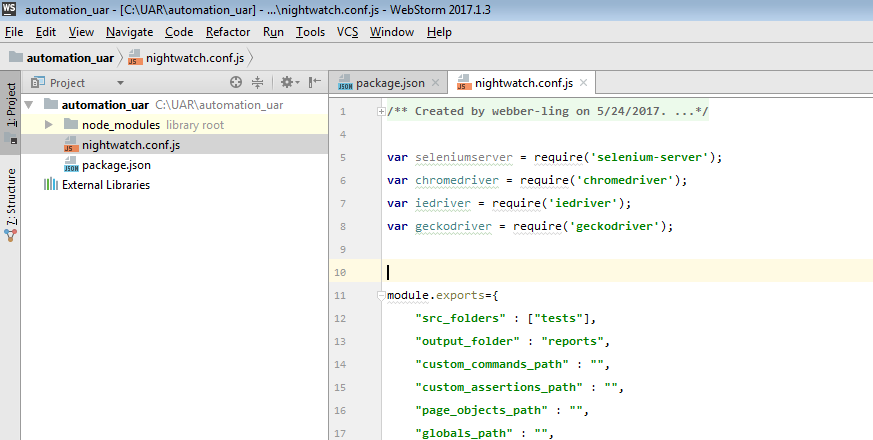 WS automation_uar - [C:\UAR\automation_uar] - ...\nightwatch.conf.js - WebStorm 2017.1.3
File Edit View Navigate Code Refactor Run Tools VCS Window Help
automation_uar nightwatch.conf.js
1: Project
Z: Structure
Project
automation_uar C:\UAR\automation_uar
node_modules library root
nightwatch.conf.js
package.json
External Libraries
package.json nightwatch.conf.js
1 /** Created by webber-ling on 5/24/2017. ...*/
4
5 var seleniumserver = require('selenium-server');
6 var chromedriver = require('chromedriver');
7 var iedriver = require('iedriver');
8 var geckodriver = require('geckodriver');
9
10
11 module.exports={
12 "src_folders" : ["tests"],
13 "output_folder" : "reports",
14 "custom_commands_path" : "",
15 "custom_assertions_path" : "",
16 "page_objects_path" : "",
17 "globals_path" : "",